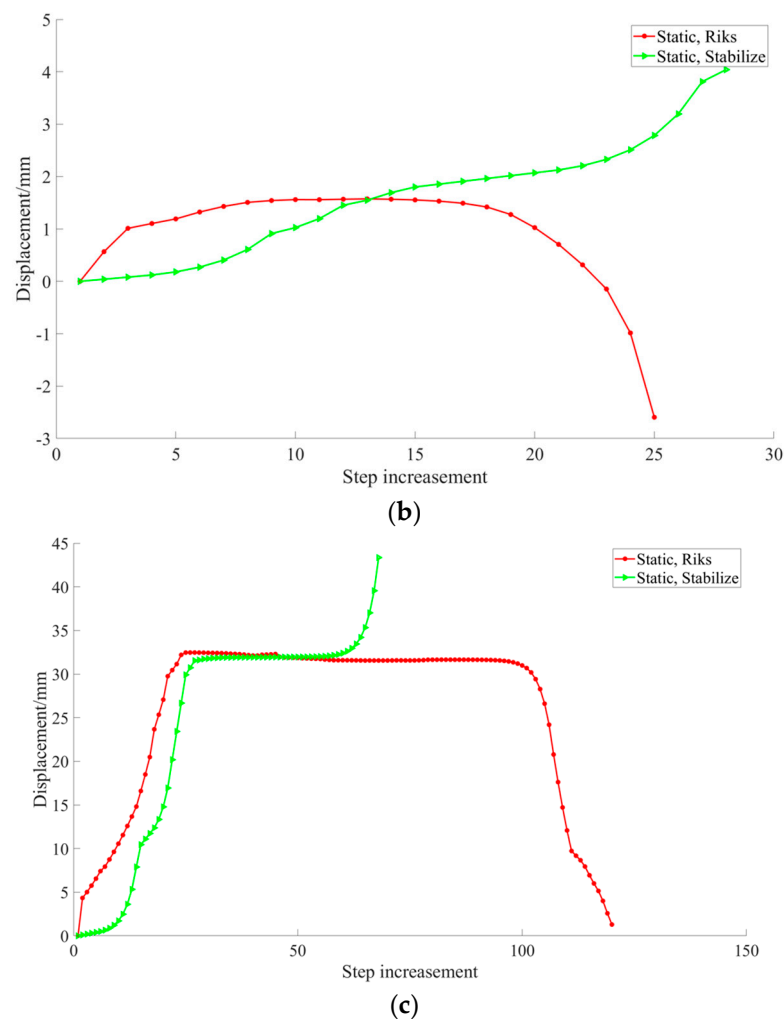 5
4
3
2
1
0
-1
-2
-3
Displacement/mm
Static, Riks
Static, Stabilize
0 5 10 15 20 25 30
Step increasement
(b)
45
40
35
30
25
20
15
10
5
0
Displacement/mm
Static, Riks
Static, Stabilize
0 50 100 150
Step increasement
(c)